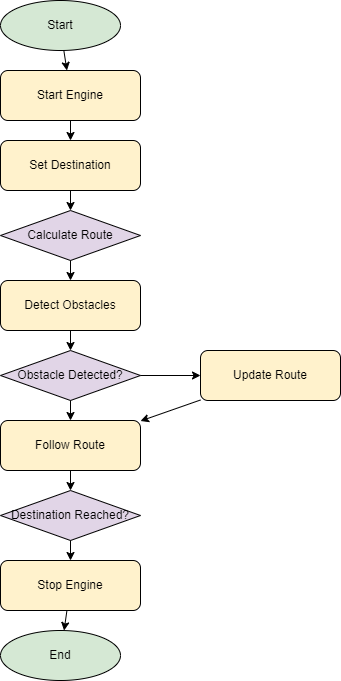 Start
Start Engine
Set Destination
Calculate Route
Detect Obstacles
Obstacle Detected?
Update Route
Follow Route
Destination Reached?
Stop Engine
End